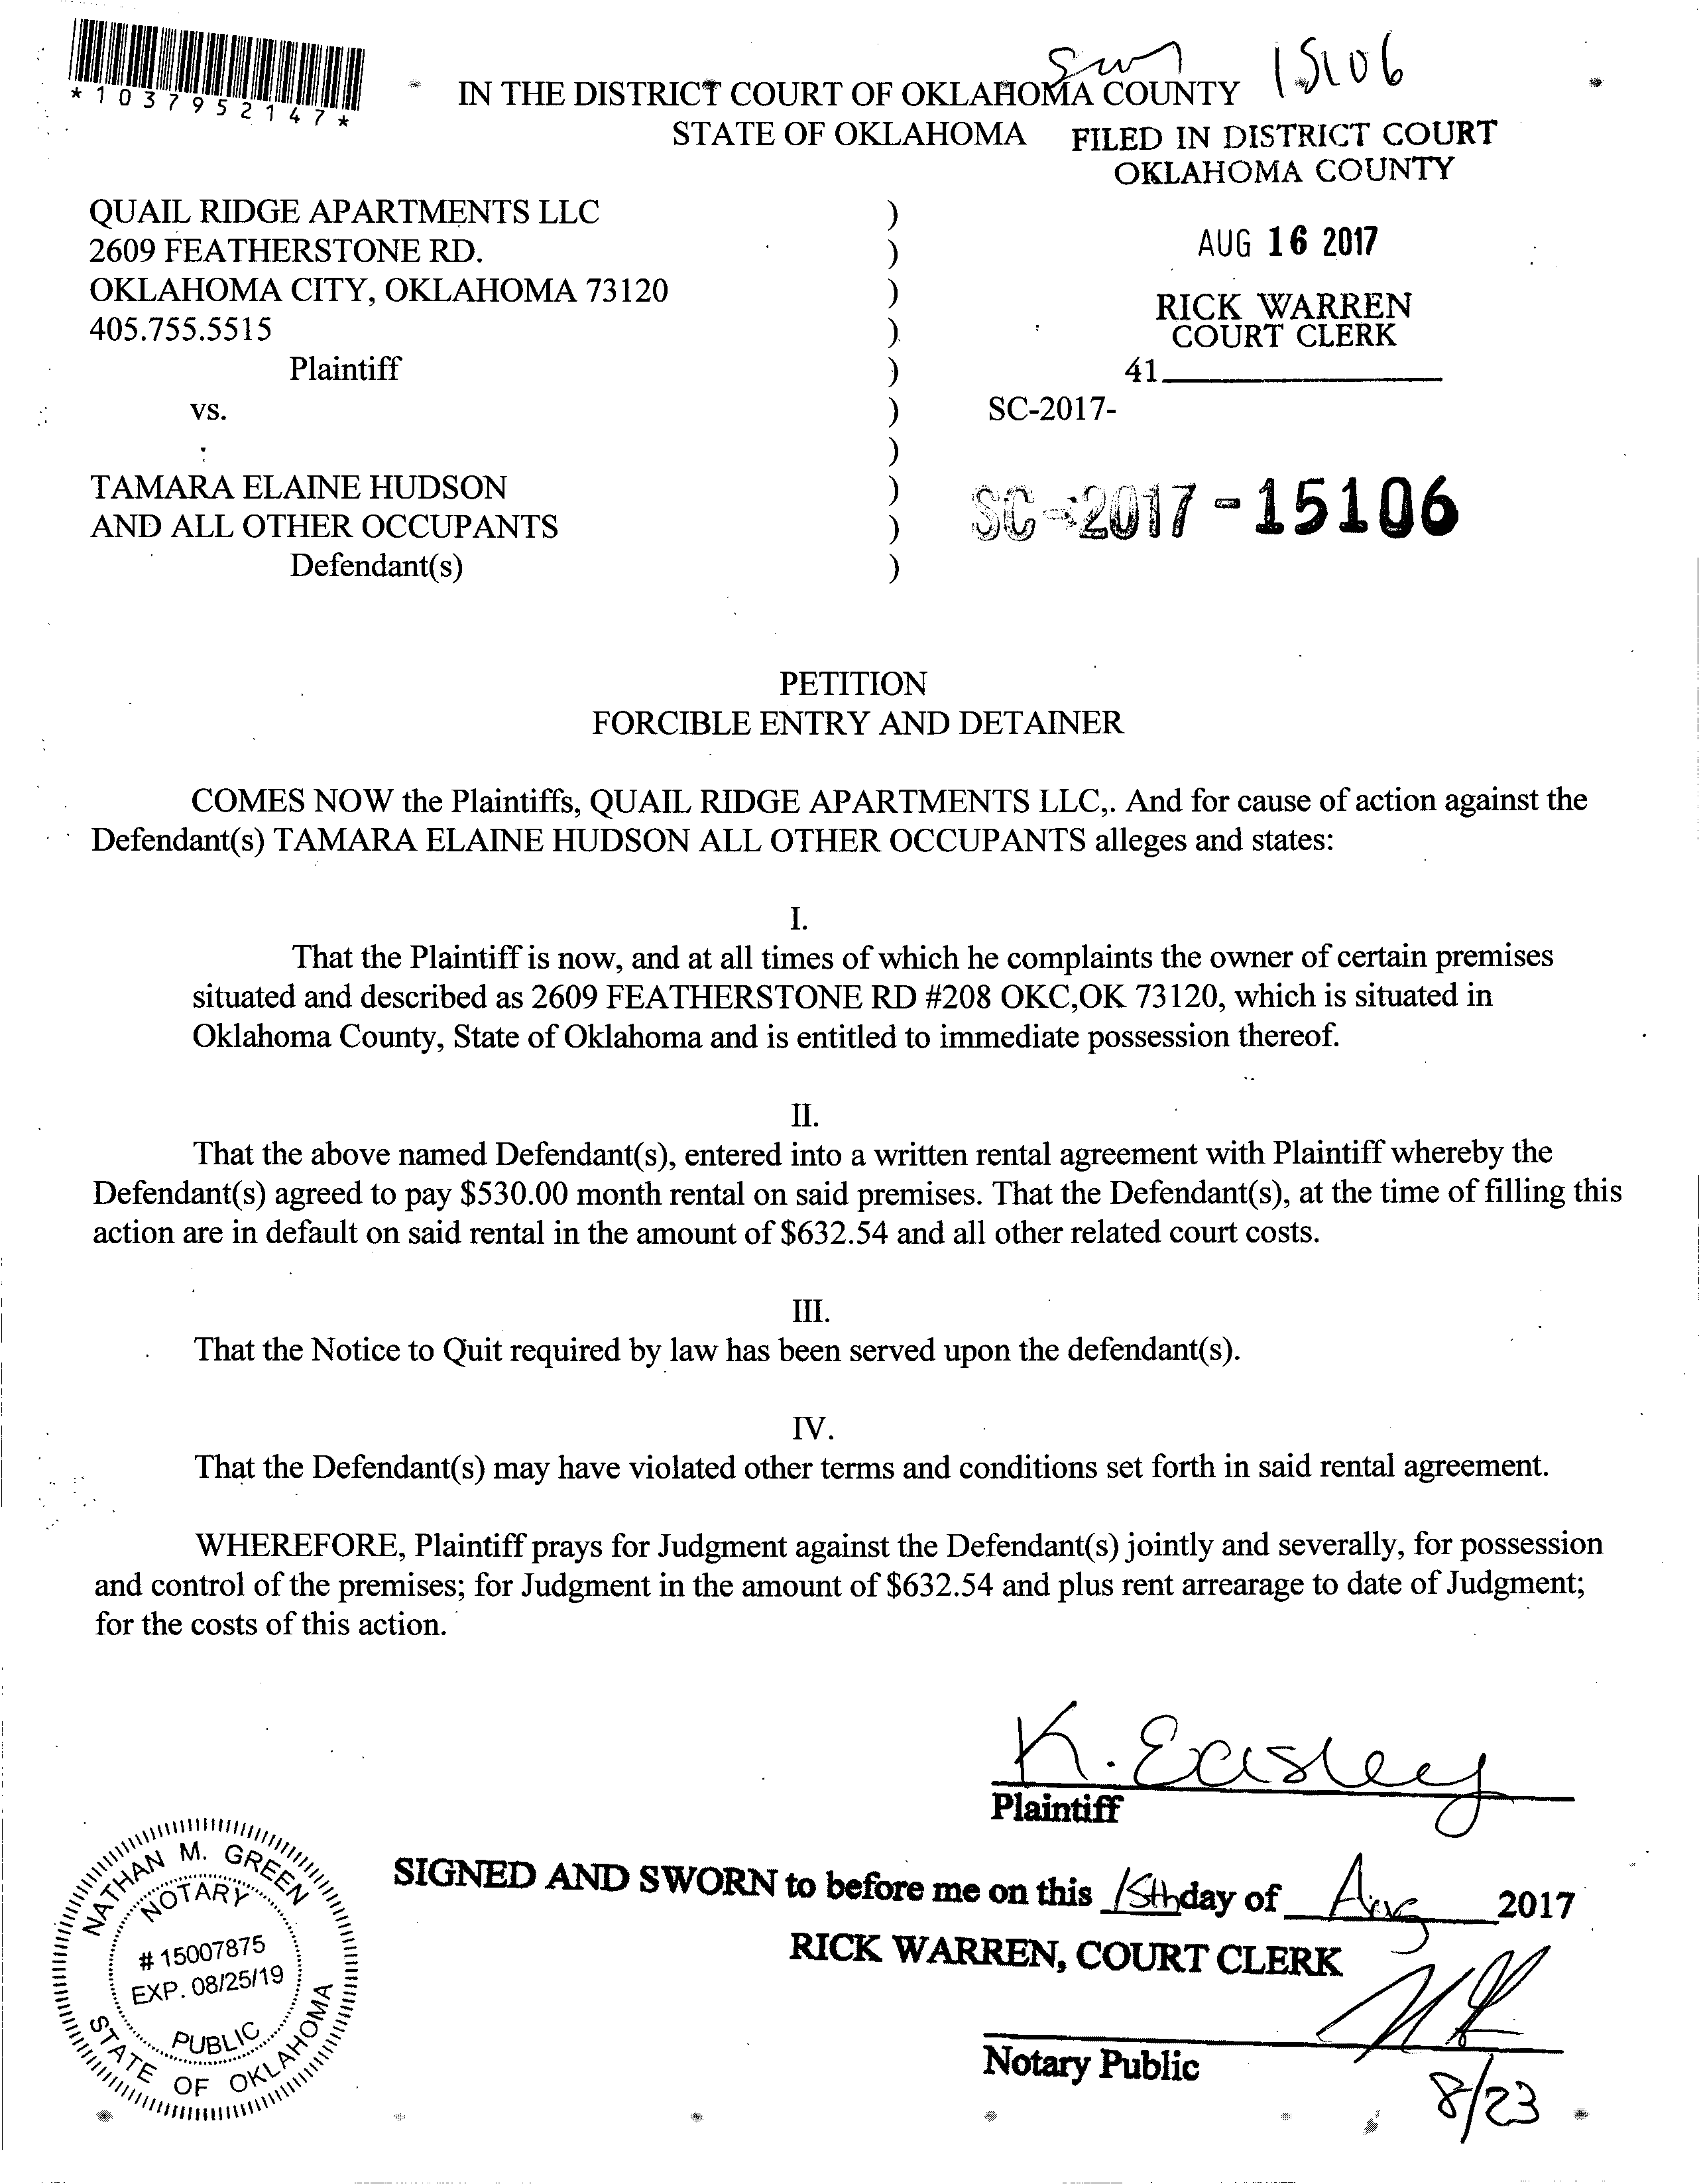 *1037952147*
15106
IN THE DISTRICT COURT OF OKLAHOMA COUNTY
STATE OF OKLAHOMA
FILED IN DISTRICT COURT
OKLAHOMA COUNTY
QUAIL RIDGE APARTMENTS LLC )
2609 FEATHERSTONE RD. )
AUG 16 2017
OKLAHOMA CITY, OKLAHOMA 73120 )
RICK WARREN
405.755.5515 )
COURT CLERK
Plaintiff )
41
vs. ) SC-2017-
)
TAMARA ELAINE HUDSON )
SC-2017-15106
AND ALL OTHER OCCUPANTS )
Defendant(s) )
PETITION
FORCIBLE ENTRY AND DETAINER
COMES NOW the Plaintiffs, QUAIL RIDGE APARTMENTS LLC,. And for cause of action against the
Defendant(s) TAMARA ELAINE HUDSON ALL OTHER OCCUPANTS alleges and states:
I.
That the Plaintiff is now, and at all times of which he complaints the owner of certain premises
situated and described as 2609 FEATHERSTONE RD #208 OKC,OK 73120, which is situated in
Oklahoma County, State of Oklahoma and is entitled to immediate possession thereof.
II.
That the above named Defendant(s), entered into a written rental agreement with Plaintiff whereby the
Defendant(s) agreed to pay $530.00 month rental on said premises. That the Defendant(s), at the time of filling this
action are in default on said rental in the amount of $632.54 and all other related court costs.
III.
That the Notice to Quit required by law has been served upon the defendant(s).
IV.
That the Defendant(s) may have violated other terms and conditions set forth in said rental agreement.
WHEREFORE, Plaintiff prays for Judgment against the Defendant(s) jointly and severally, for possession
and control of the premises; for Judgment in the amount of $632.54 and plus rent arrearage to date of Judgment;
for the costs of this action.
K. Easley
Plaintiff
NATHAN M. GREEN
NOTARY
# 15007875
EXP. 08/25/19
PUBLIC
STATE OF OKLAHOMA
SIGNED AND SWORN to before me on this 15th day of Aug 2017
RICK WARREN, COURT CLERK
Notary Public
8/23